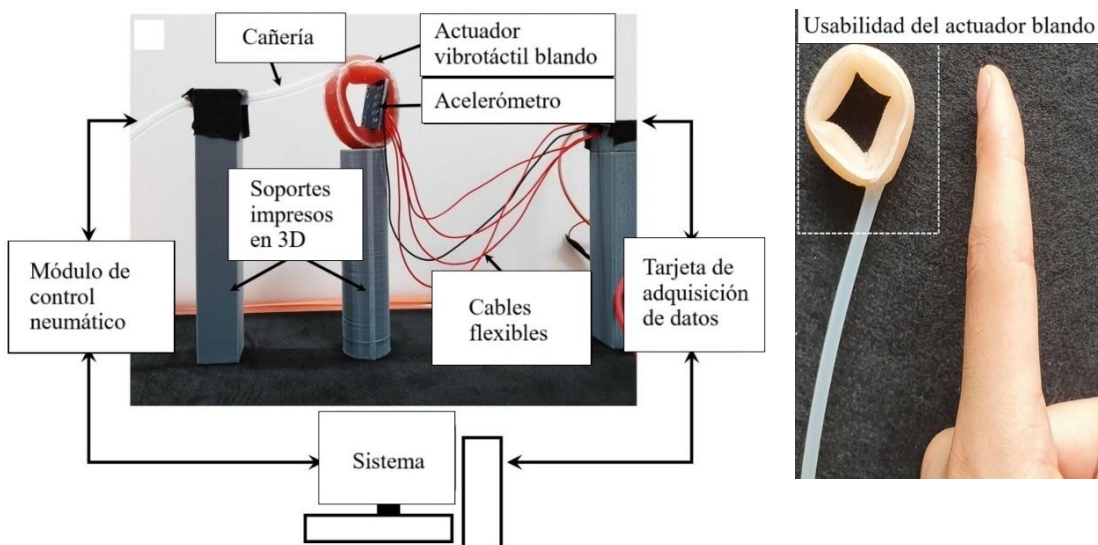 Cañería
Actuador
vibrotáctil blando
Acelerómetro
Soportes
impresos
en 3D
Módulo de
control
neumático
Cables
flexibles
Tarjeta de
adquisición
de datos
Sistema
Usabilidad del actuador blando